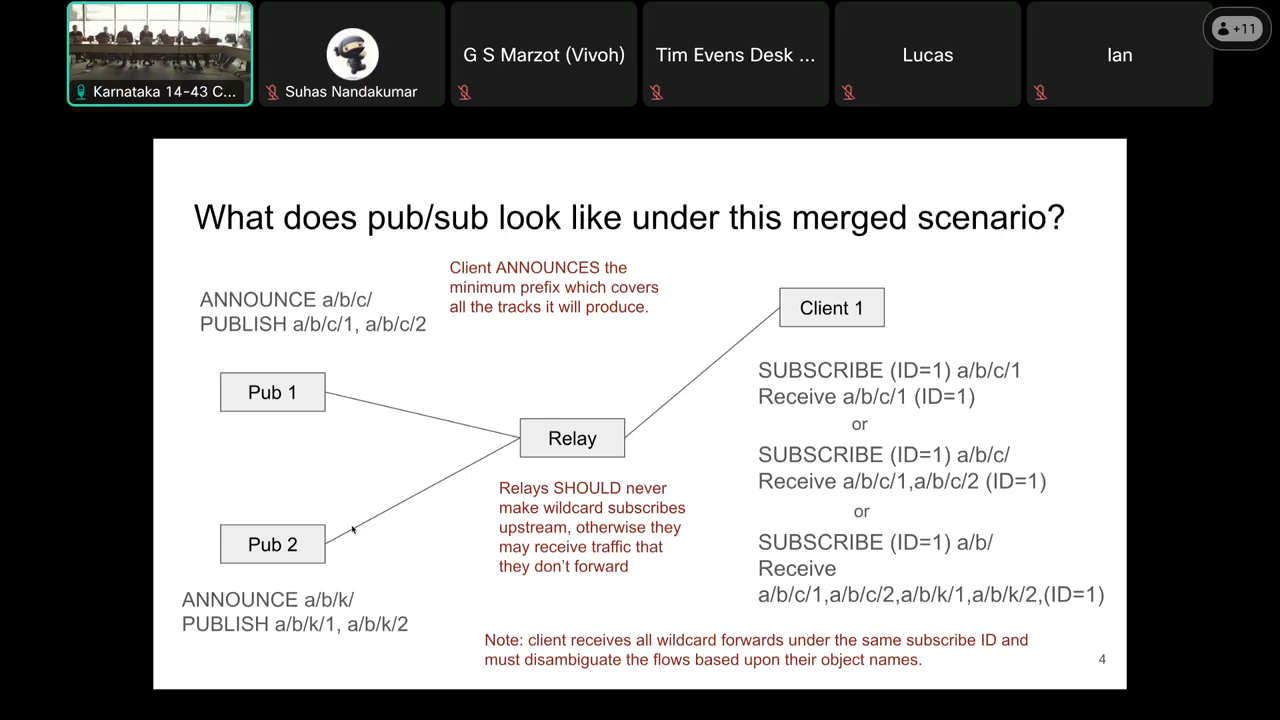 Karnataka 14-43 C...
Suhas Nandakumar
G S Marzot (Vivoh)
Tim Evens Desk ...
Lucas
Ian
+11
What does pub/sub look like under this merged scenario?
Client ANNOUNCES the
minimum prefix which covers
all the tracks it will produce.
ANNOUNCE a/b/c/
PUBLISH a/b/c/1, a/b/c/2
Client 1
Pub 1
SUBSCRIBE (ID=1) a/b/c/1
Receive a/b/c/1 (ID=1)
or
Relay
SUBSCRIBE (ID=1) a/b/c/
Receive a/b/c/1,a/b/c/2 (ID=1)
or
Relays SHOULD never
make wildcard subscribes
upstream, otherwise they
may receive traffic that
they don't forward
Pub 2
SUBSCRIBE (ID=1) a/b/
Receive
a/b/c/1,a/b/c/2,a/b/k/1,a/b/k/2,(ID=1)
ANNOUNCE a/b/k/
PUBLISH a/b/k/1, a/b/k/2
Note: client receives all wildcard forwards under the same subscribe ID and
must disambiguate the flows based upon their object names.
4